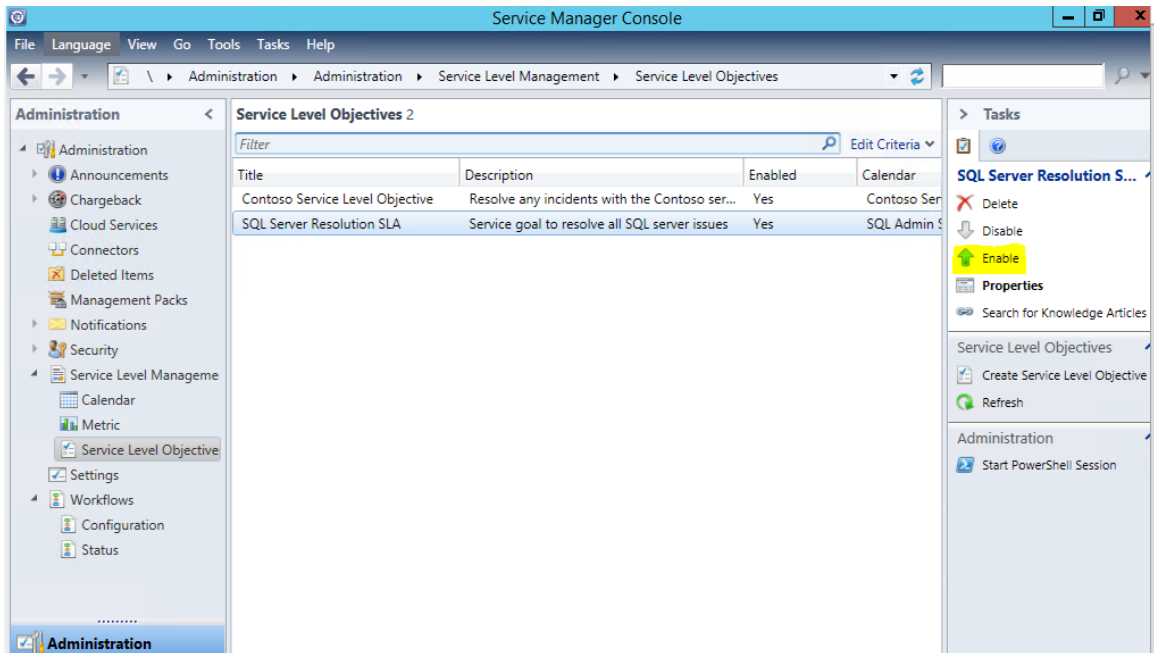 Service Manager Console
File Language View Go Tools Tasks Help
\ Administration Administration Service Level Management Service Level Objectives
Administration
Administration
Announcements
Chargeback
Cloud Services
Connectors
Deleted Items
Management Packs
Notifications
Security
Service Level Manageme
Calendar
Metric
Service Level Objective
Settings
Workflows
Configuration
Status
Administration
Service Level Objectives 2
Filter Edit Criteria
Title Description Enabled Calendar
Contoso Service Level Objective Resolve any incidents with the Contoso ser... Yes Contoso Ser
SQL Server Resolution SLA Service goal to resolve all SQL server issues Yes SQL Admin S
Tasks
SQL Server Resolution S...
Delete
Disable
Enable
Properties
Search for Knowledge Articles
Service Level Objectives
Create Service Level Objective
Refresh
Administration
Start PowerShell Session